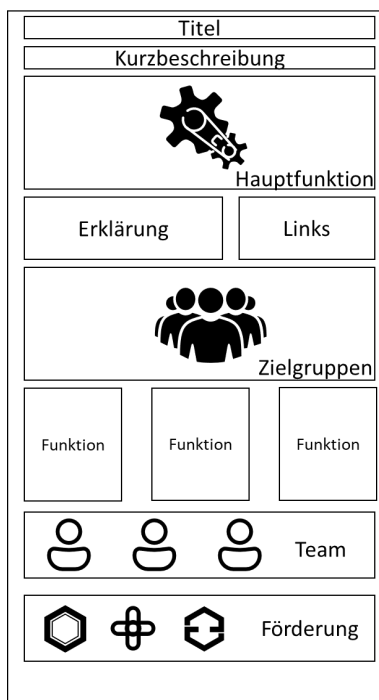 Titel
Kurzbeschreibung
Hauptfunktion
Erklärung
Links
Zielgruppen
Funktion
Funktion
Funktion
Team
Förderung